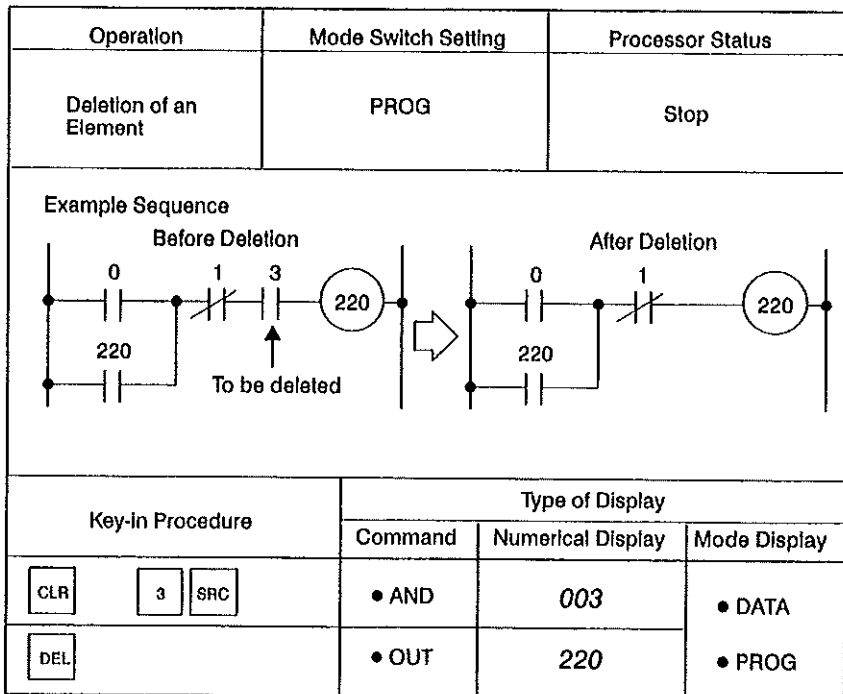 Operation
Mode Switch Setting
Processor Status
Deletion of an
Element
PROG
Stop
Example Sequence
Before Deletion
0
1
3
220
220
To be deleted
After Deletion
0
1
220
220
Key-in Procedure
Type of Display
Command
Numerical Display
Mode Display
CLR
3
SRC
• AND
003
• DATA
DEL
• OUT
220
• PROG